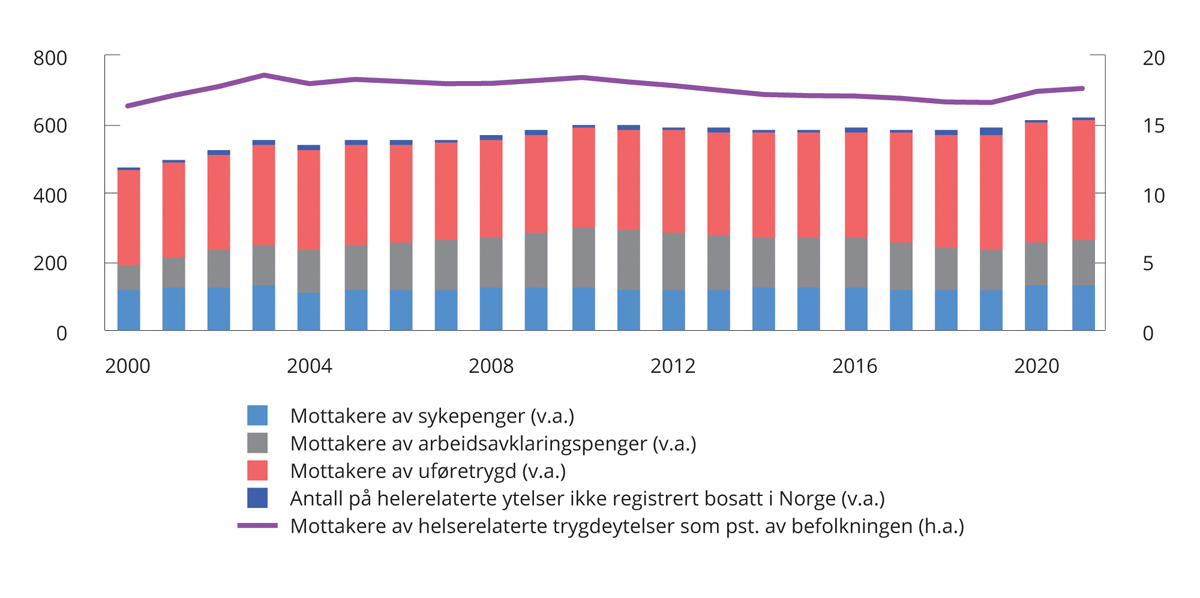 800
600
400
200
0
20
15
10
5
0
2000 2004 2008 2012 2016 2020
Mottakere av sykepenger (v.a.)
Mottakere av arbeidsavklaringspenger (v.a.)
Mottakere av uføretrygd (v.a.)
Antall på helerelaterte ytelser ikke registrert bosatt i Norge (v.a.)
Mottakere av helserelaterte trygdeytelser som pst. av befolkningen (h.a.)